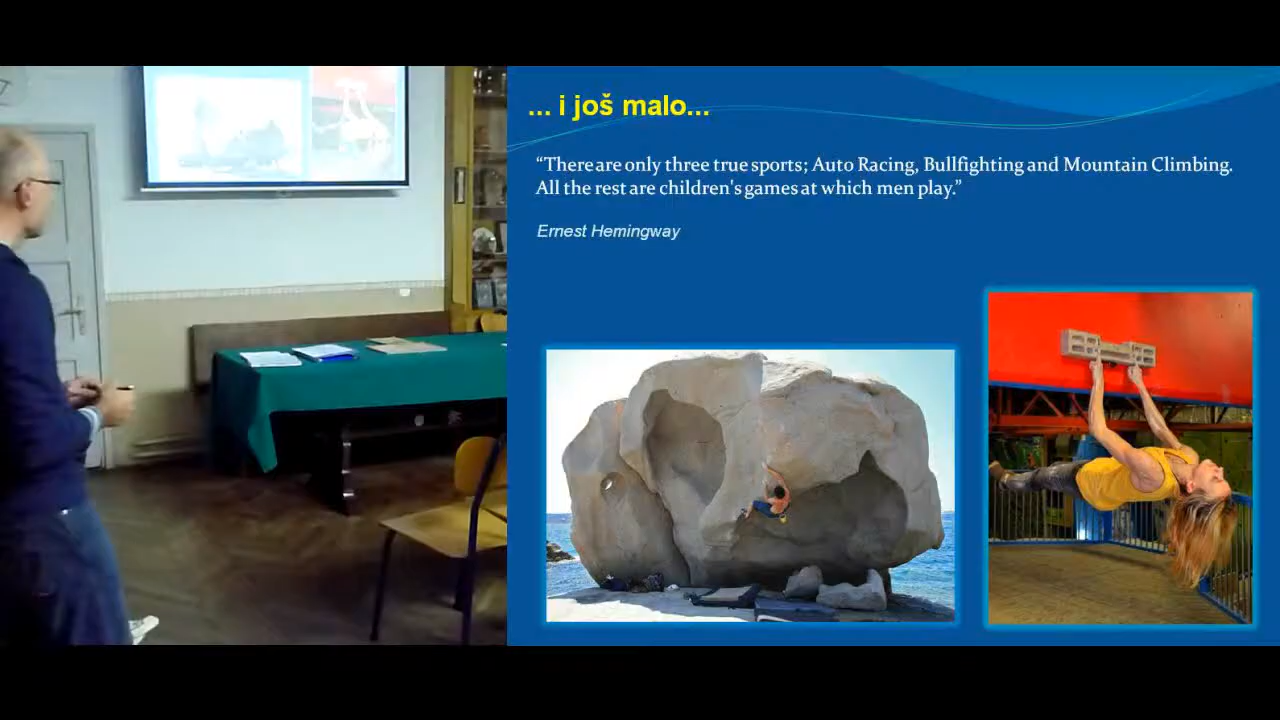 ... i još malo...
“There are only three true sports; Auto Racing, Bullfighting and Mountain Climbing.
All the rest are children's games at which men play.”
Ernest Hemingway